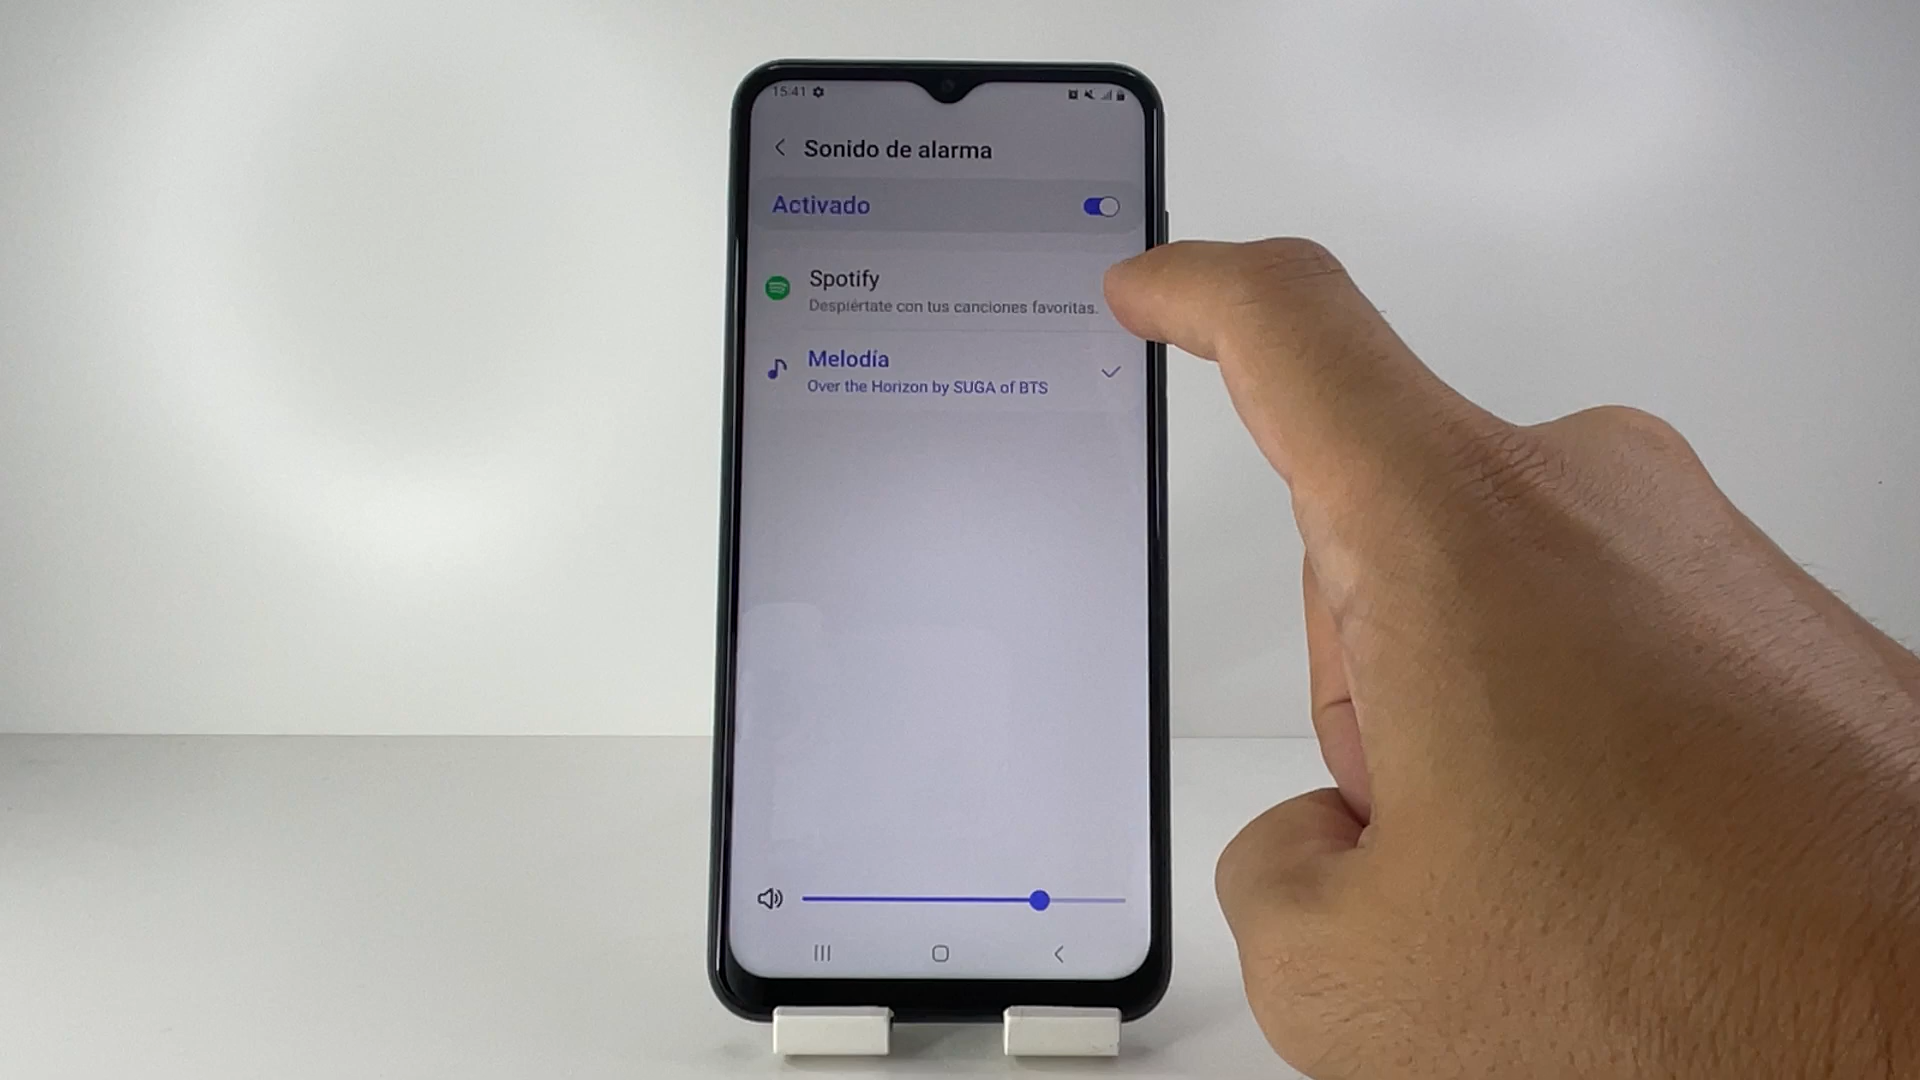 15:41
Sonido de alarma
Activado
Spotify
Despiértate con tus canciones favoritas.
Melodía
Over the Horizon by SUGA of BTS